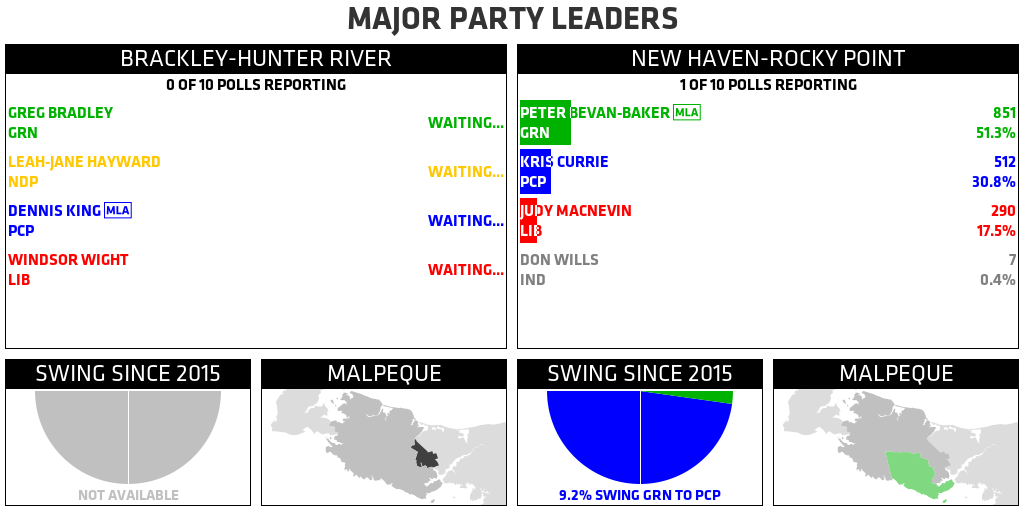 MAJOR PARTY LEADERS
BRACKLEY-HUNTER RIVER
0 OF 10 POLLS REPORTING
GREG BRADLEY
GRN
WAITING...
LEAH-JANE HAYWARD
NDP
WAITING...
DENNIS KING MLA
PCP
WAITING...
WINDSOR WIGHT
LIB
WAITING...
NEW HAVEN-ROCKY POINT
1 OF 10 POLLS REPORTING
PETER BEVAN-BAKER MLA 851
GRN 51.3%
KRIS CURRIE 512
PCP 30.8%
JUDY MACNEVIN 290
LIB 17.5%
DON WILLS 7
IND 0.4%
SWING SINCE 2015
NOT AVAILABLE
MALPEQUE
SWING SINCE 2015
9.2% SWING GRN TO PCP
MALPEQUE